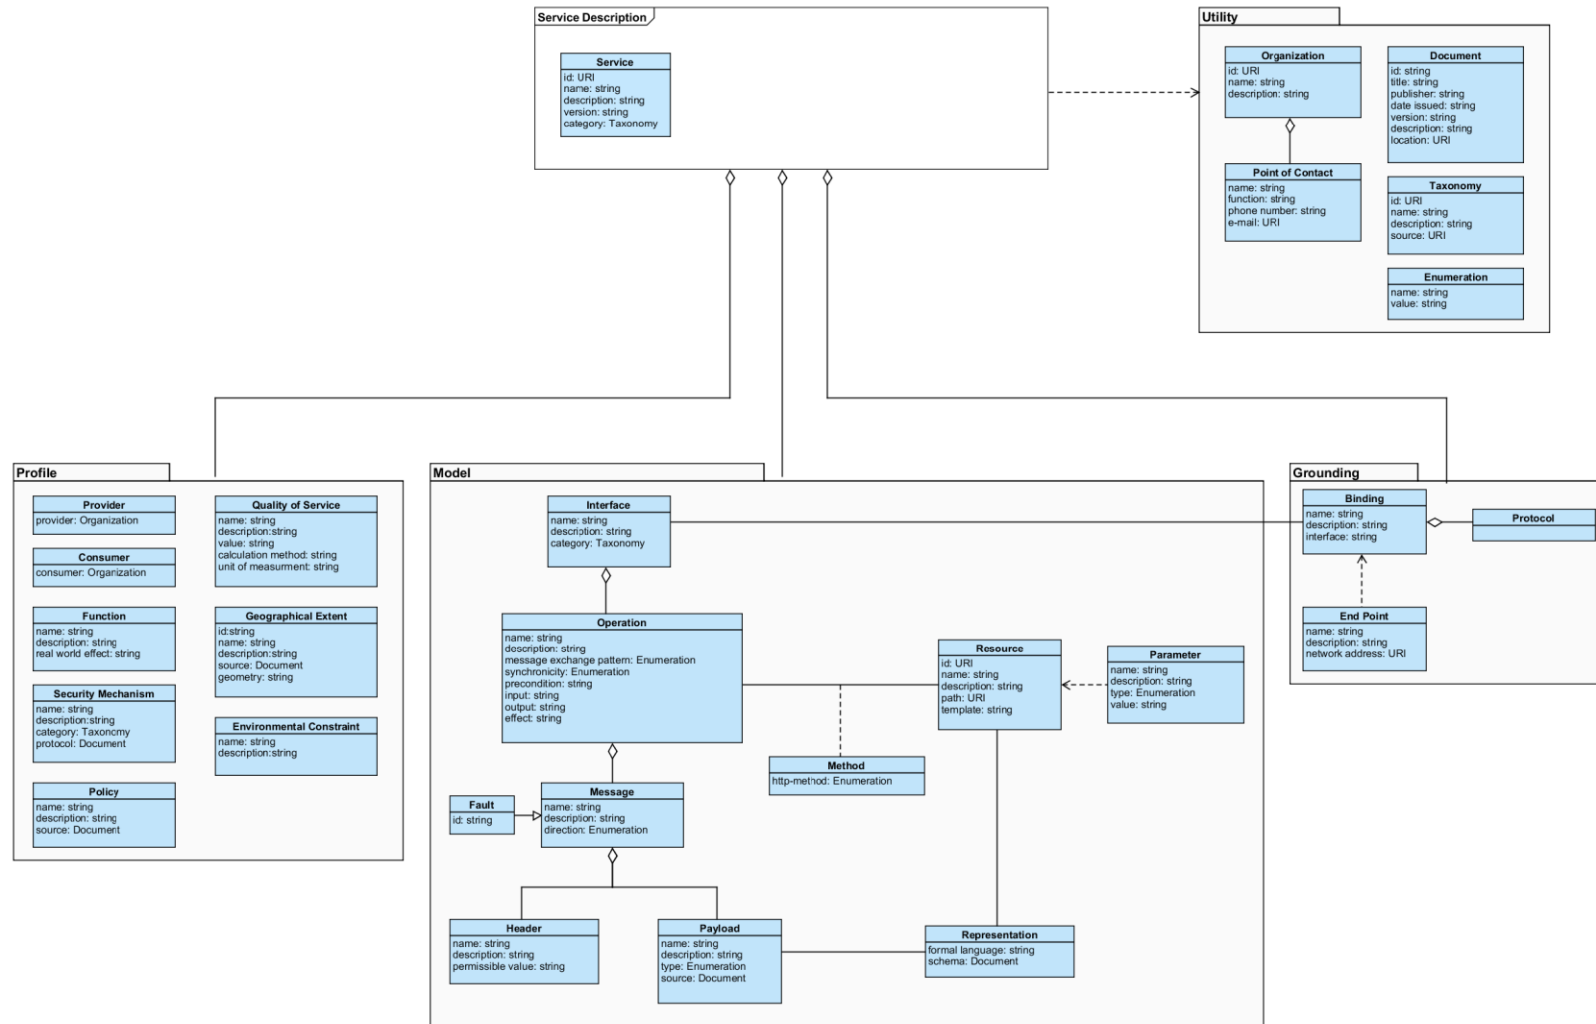 Service Description
Service
id: URI
name: string
description: string
version: string
category: Taxonomy
Utility
Organization
id: URI
name: string
description: string
Point of Contact
name: string
function: string
phone number: string
e-mail: URI
Document
id: string
title: string
publisher: string
date issued: string
version: string
description: string
location: URI
Taxonomy
id: URI
name: string
description: string
source: URI
Enumeration
name: string
value: string
Profile
Provider
provider: Organization
Consumer
consumer: Organization
Function
name: string
description: string
real world effect: string
Security Mechanism
name: string
description:string
category: Taxonomy
protocol: Document
Policy
name: string
description: string
source: Document
Quality of Service
name: string
description:string
value: string
calculation method: string
unit of measurment: string
Geographical Extent
id:string
name: string
description:string
source: Document
geometry: string
Environmental Constraint
name: string
description:string
Model
Interface
name: string
description: string
category: Taxonomy
Operation
name: string
description: string
message exchange pattern: Enumeration
synchronicity: Enumeration
precondition: string
input: string
output: string
effect: string
Resource
id: URI
name: string
description: string
path: URI
template: string
Parameter
name: string
description: string
type: Enumeration
value: string
Method
http-method: Enumeration
Fault
id: string
Message
name: string
description: string
direction: Enumeration
Header
name: string
description: string
permissible value: string
Payload
name: string
description: string
type: Enumeration
source: Document
Representation
formal language: string
schema: Document
Grounding
Binding
name: string
description: string
interface: string
Protocol
End Point
name: string
description: string
network address: URI